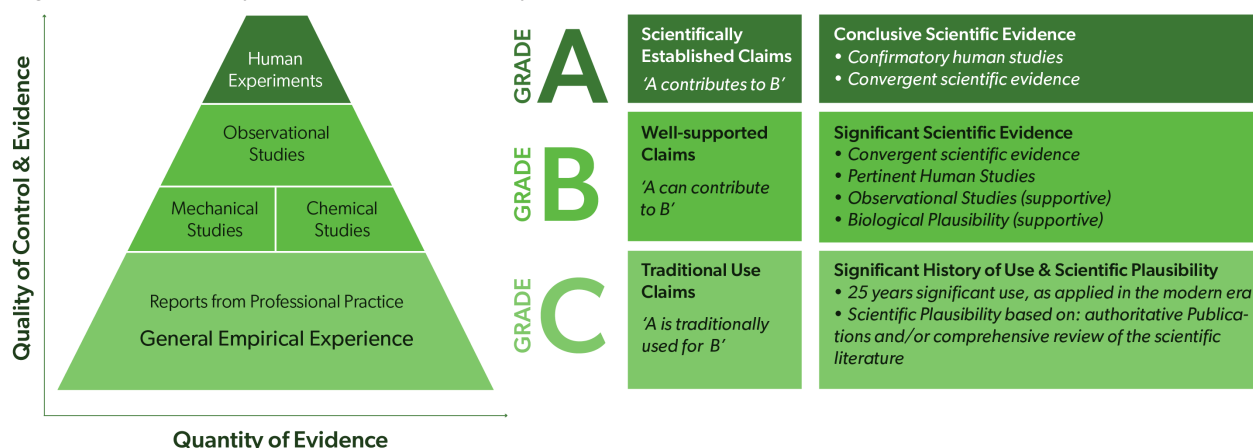 Quality of Control & Evidence
Human
Experiments
Observational
Studies
Mechanical
Studies
Chemical
Studies
Reports from Professional Practice
General Empirical Experience
Quantity of Evidence
GRADE
A
Scientifically
Established Claims
‘A contributes to B’
Conclusive Scientific Evidence
• Confirmatory human studies
• Convergent scientific evidence
GRADE
B
Well-supported
Claims
‘A can contribute
to B’
Significant Scientific Evidence
• Convergent scientific evidence
• Pertinent Human Studies
• Observational Studies (supportive)
• Biological Plausibility (supportive)
GRADE
C
Traditional Use
Claims
‘A is traditionally
used for B’
Significant History of Use & Scientific Plausibility
• 25 years significant use, as applied in the modern era
• Scientific Plausibility based on: authoritative Publica-
tions and/or comprehensive review of the scientific
literature